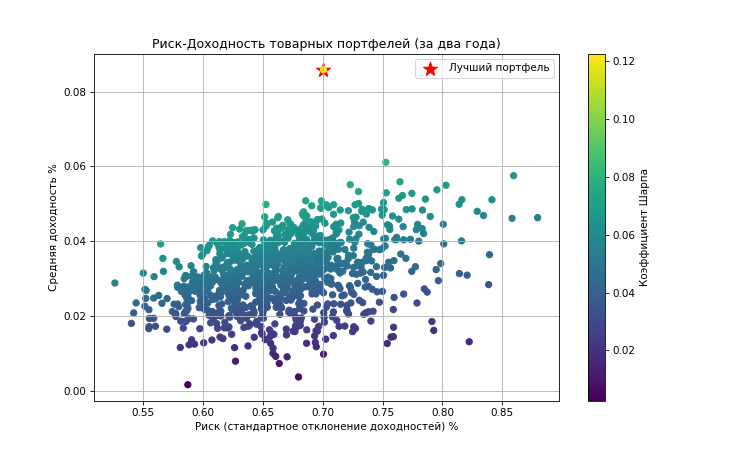 Риск-Доходность товарных портфелей (за два года)
Лучший портфель
Средняя доходность %
0.08
0.06
0.04
0.02
0.00
0.55 0.60 0.65 0.70 0.75 0.80 0.85
Риск (стандартное отклонение доходностей) %
0.12
0.10
0.08
0.06
0.04
0.02
Коэффициент Шарпа